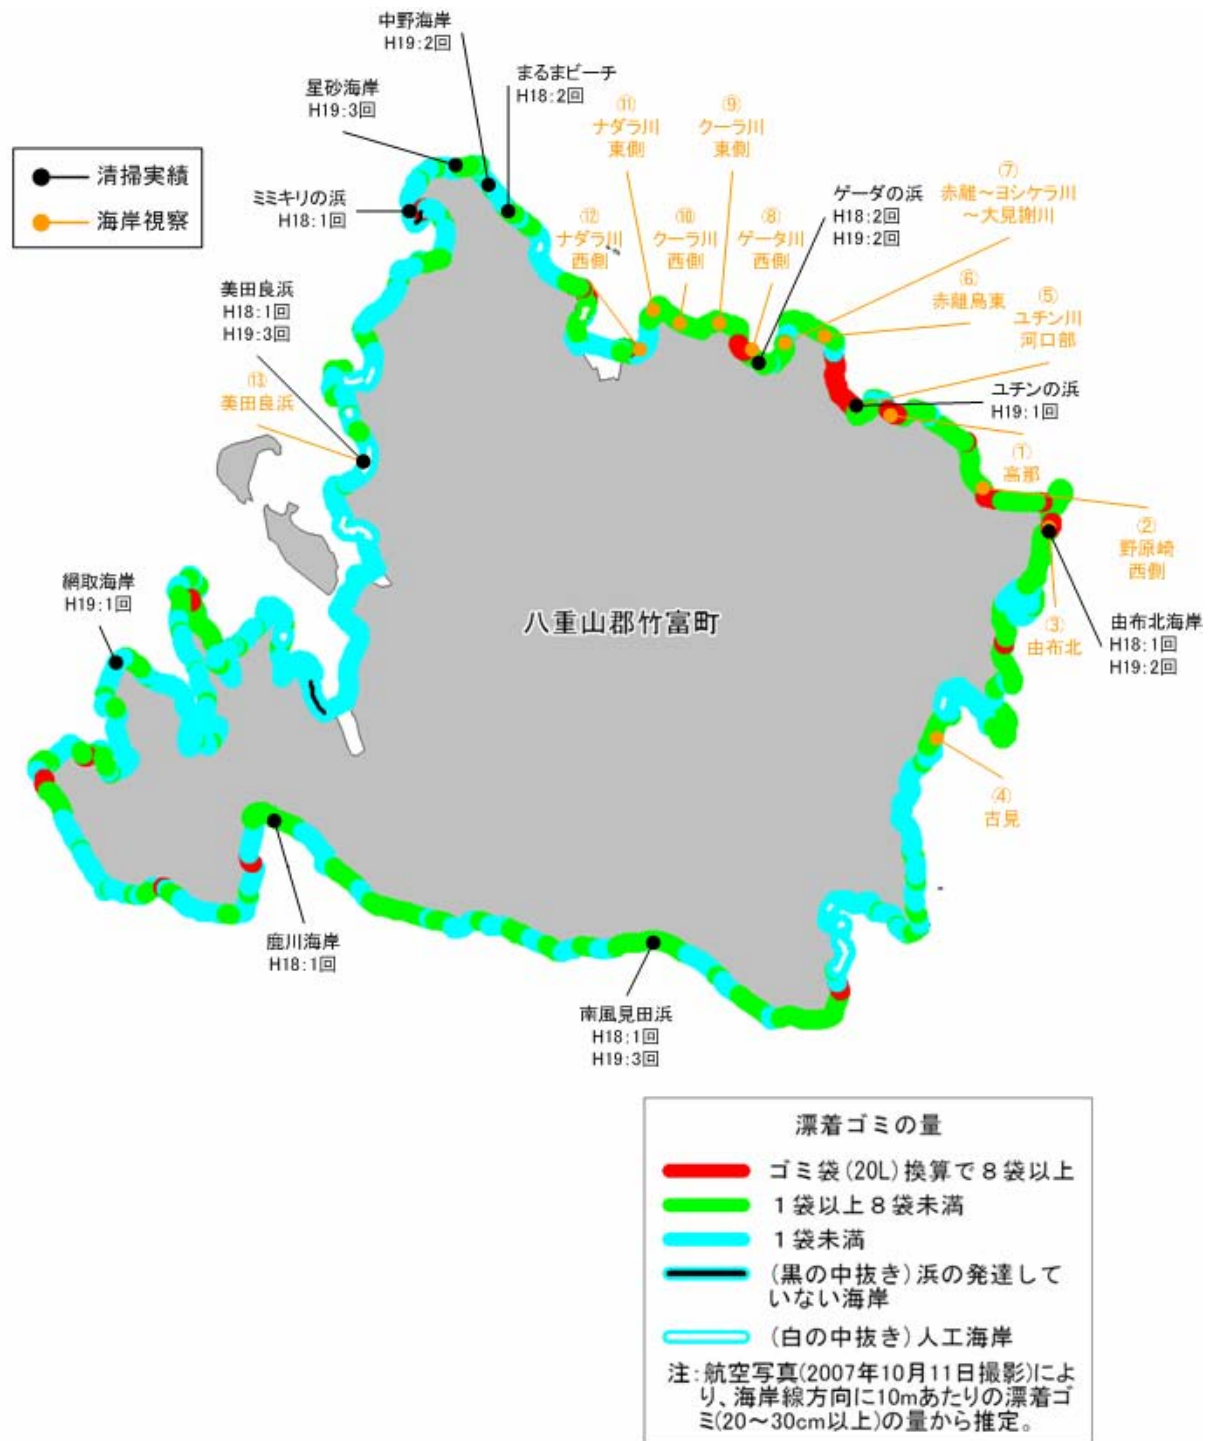 中野海岸
H19:2回
まるまビーチ
H18:2回
星砂海岸
H19:3回
清掃実績
海岸視察
ミミキリの浜
H18:1回
⑪
ナダラ川
東側
⑨
クーラ川
東側
⑦
赤離～ヨシケラ川
～大見謝川
ゲーダの浜
H18:2回
H19:2回
⑫
ナダラ川
西側
⑩
クーラ川
西側
⑧
ゲータ川
西側
⑥
赤離島東
⑤
ユチン川
河口部
美田良浜
H18:1回
H19:3回
⑬
美田良浜
ユチンの浜
H19:1回
①
高那
②
野原崎
西側
③
由布北
由布北海岸
H18:1回
H19:2回
網取海岸
H19:1回
八重山郡竹富町
④
古見
鹿川海岸
H18:1回
南風見田浜
H18:1回
H19:3回
漂着ゴミの量
ゴミ袋(20L)換算で８袋以上
１袋以上８袋未満
１袋未満
(黒の中抜き)浜の発達して
いない海岸
(白の中抜き)人工海岸
注:航空写真(2007年10月11日撮影)によ
り、海岸線方向に10mあたりの漂着ゴ
ミ(20～30cm以上)の量から推定。